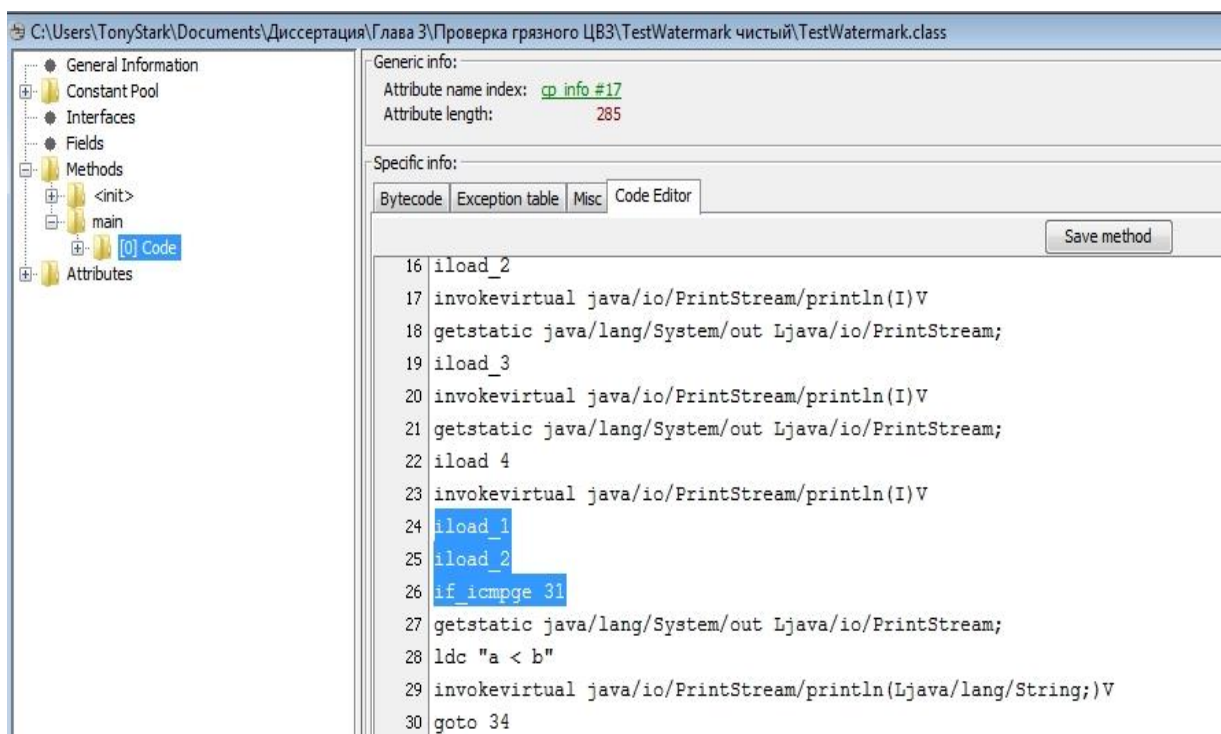 C:\Users\TonyStark\Documents\Диссертация\Глава 3\Проверка грязного ЦВЗ\TestWatermark чистый\TestWatermark.class
General Information
Constant Pool
Interfaces
Fields
Methods
<init>
main
[0] Code
Attributes
Generic info:
Attribute name index: cp_info #17
Attribute length: 285
Specific info:
Bytecode Exception table Misc Code Editor
Save method
16 iload_2
17 invokevirtual java/io/PrintStream/println(I)V
18 getstatic java/lang/System/out Ljava/io/PrintStream;
19 iload_3
20 invokevirtual java/io/PrintStream/println(I)V
21 getstatic java/lang/System/out Ljava/io/PrintStream;
22 iload 4
23 invokevirtual java/io/PrintStream/println(I)V
24 iload_1
25 iload_2
26 if_icmpge 31
27 getstatic java/lang/System/out Ljava/io/PrintStream;
28 ldc "a < b"
29 invokevirtual java/io/PrintStream/println(Ljava/lang/String;)V
30 goto 34